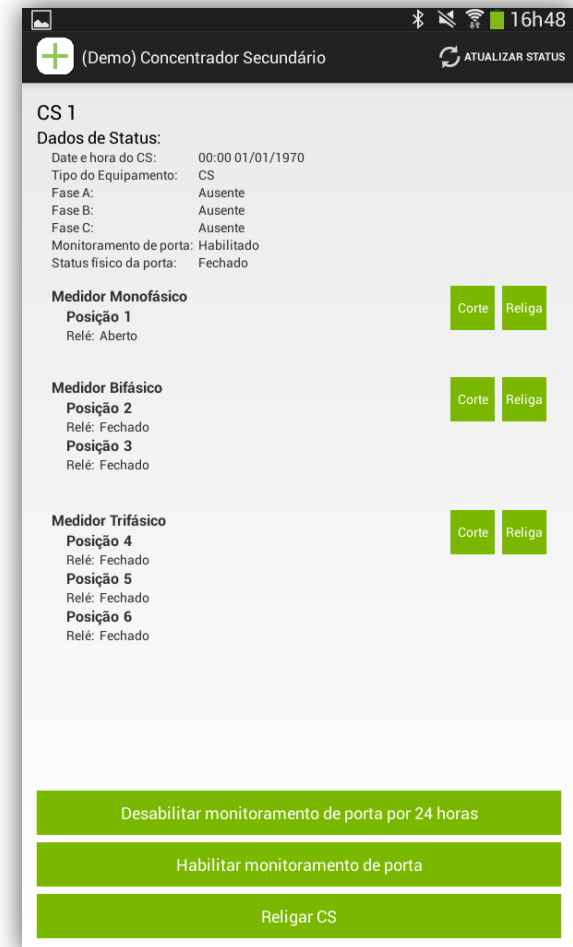 16h48
(Demo) Concentrador Secundário
ATUALIZAR STATUS
CS 1
Dados de Status:
Date e hora do CS: 00:00 01/01/1970
Tipo do Equipamento: CS
Fase A: Ausente
Fase B: Ausente
Fase C: Ausente
Monitoramento de porta: Habilitado
Status físico da porta: Fechado
Medidor Monofásico
Corte Religa
Posição 1
Relé: Aberto
Medidor Bifásico
Corte Religa
Posição 2
Relé: Fechado
Posição 3
Relé: Fechado
Medidor Trifásico
Corte Religa
Posição 4
Relé: Fechado
Posição 5
Relé: Fechado
Posição 6
Relé: Fechado
Desabilitar monitoramento de porta por 24 horas
Habilitar monitoramento de porta
Religar CS